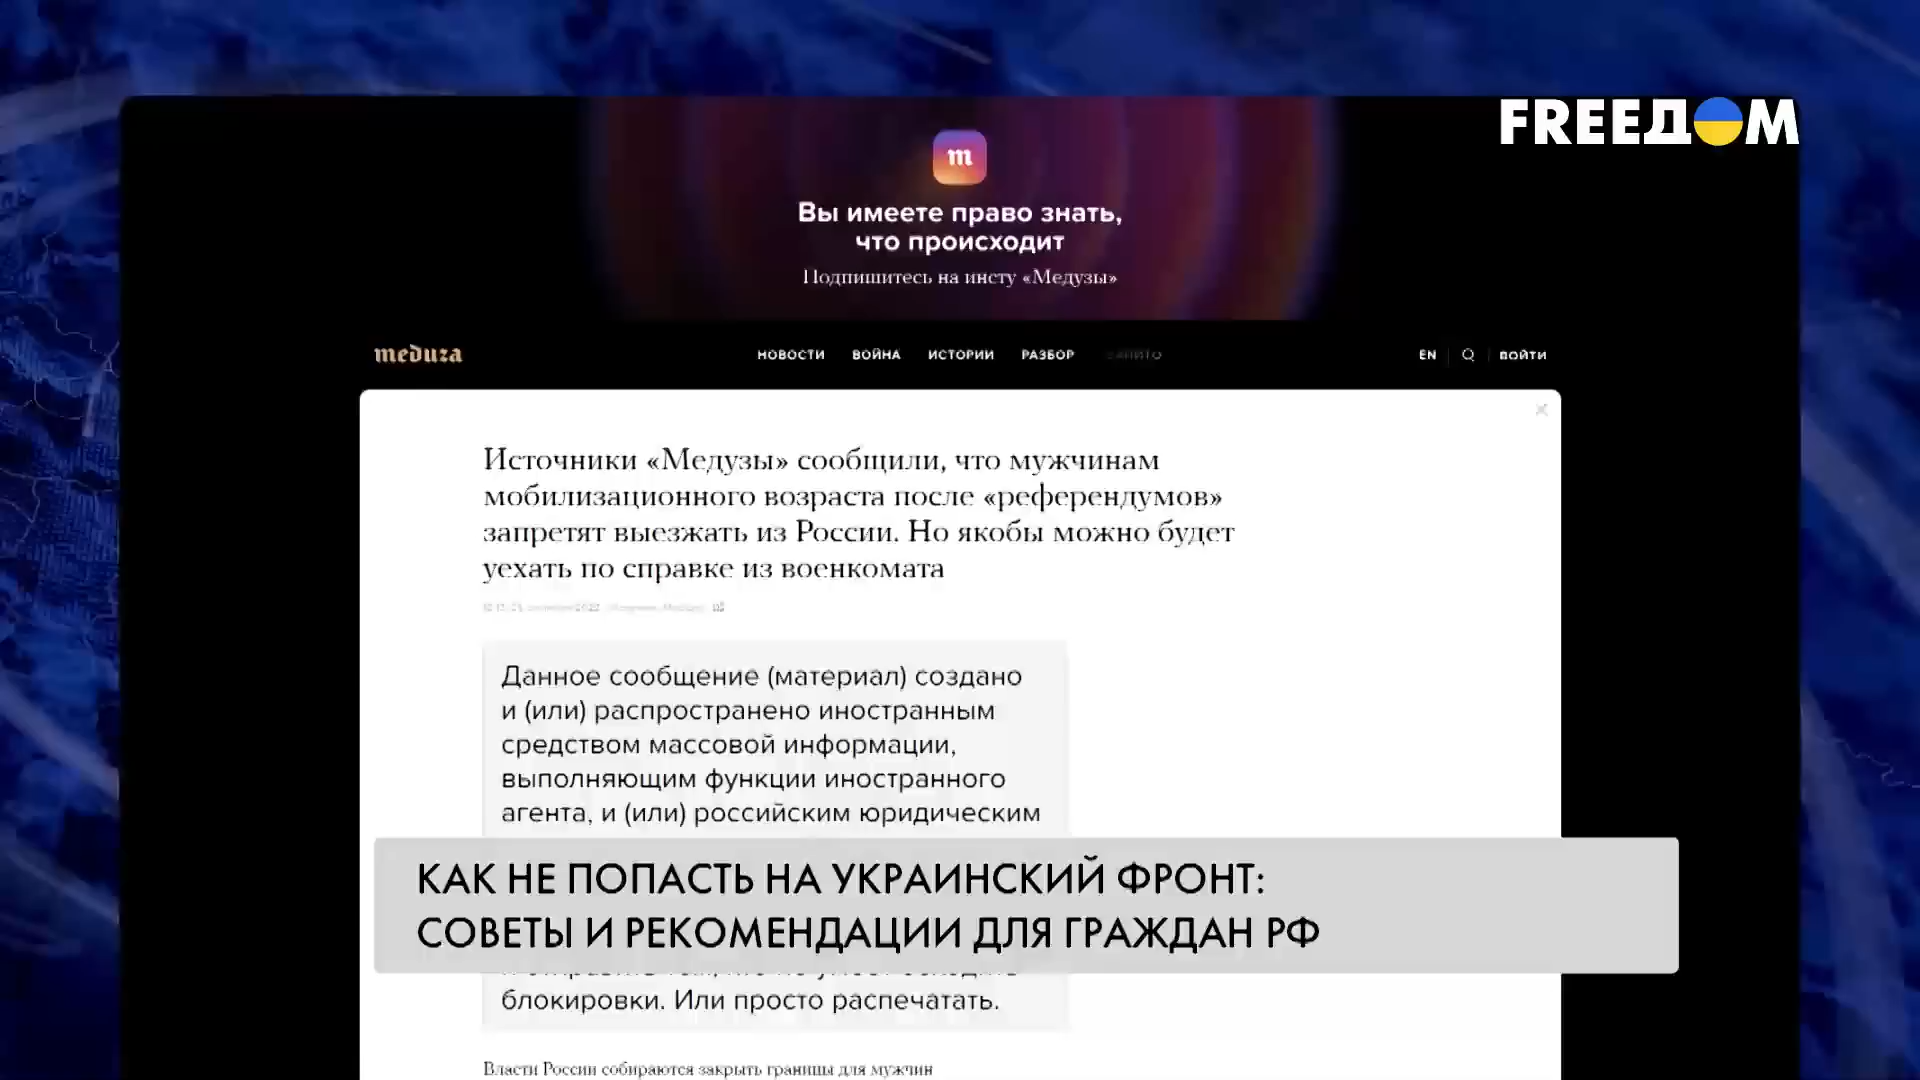 FREEДOM
m
Вы имеете право знать,
что происходит
Подпишитесь на инсту «Медузы»
meduza
НОВОСТИ ВОЙНА ИСТОРИИ РАЗБОР
EN ВОЙТИ
Источники «Медузы» сообщили, что мужчинам
мобилизационного возраста после «референдумов»
запретят выезжать из России. Но якобы можно будет
уехать по справке из военкомата
Данное сообщение (материал) создано
и (или) распространено иностранным
средством массовой информации,
выполняющим функции иностранного
агента, и (или) российским юридическим
КАК НЕ ПОПАСТЬ НА УКРАИНСКИЙ ФРОНТ:
СОВЕТЫ И РЕКОМЕНДАЦИИ ДЛЯ ГРАЖДАН РФ
блокировки. Или просто распечатать.
Власти России собираются закрыть границы для мужчин